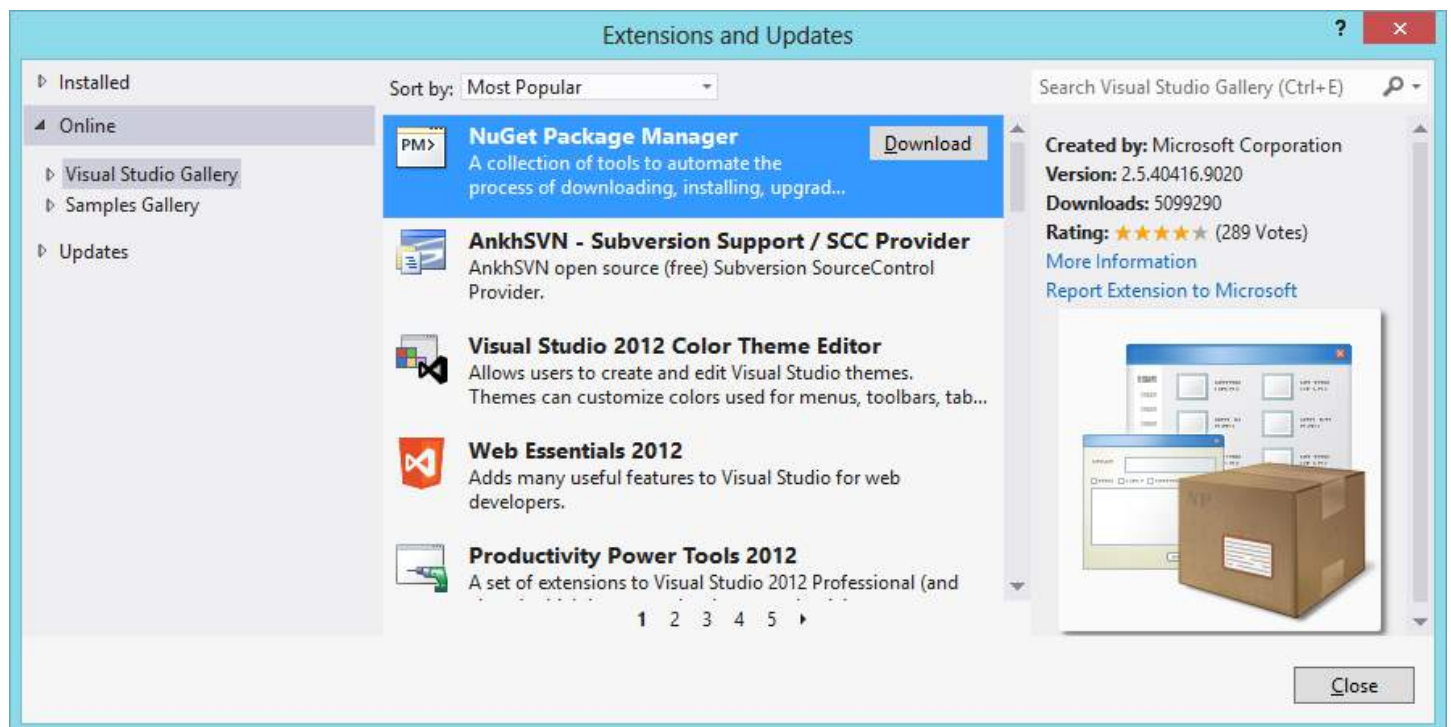 Extensions and Updates
?
Installed
Online
Visual Studio Gallery
Samples Gallery
Updates
Sort by: Most Popular
PM>
NuGet Package Manager
Download
A collection of tools to automate the
process of downloading, installing, upgrad...
AnkhSVN - Subversion Support / SCC Provider
AnkhSVN open source (free) Subversion SourceControl
Provider.
Visual Studio 2012 Color Theme Editor
Allows users to create and edit Visual Studio themes.
Themes can customize colors used for menus, toolbars, tab...
Web Essentials 2012
Adds many useful features to Visual Studio for web
developers.
Productivity Power Tools 2012
A set of extensions to Visual Studio 2012 Professional (and
1 2 3 4 5
Search Visual Studio Gallery (Ctrl+E)
Created by: Microsoft Corporation
Version: 2.5.40416.9020
Downloads: 5099290
Rating: (289 Votes)
More Information
Report Extension to Microsoft
Close